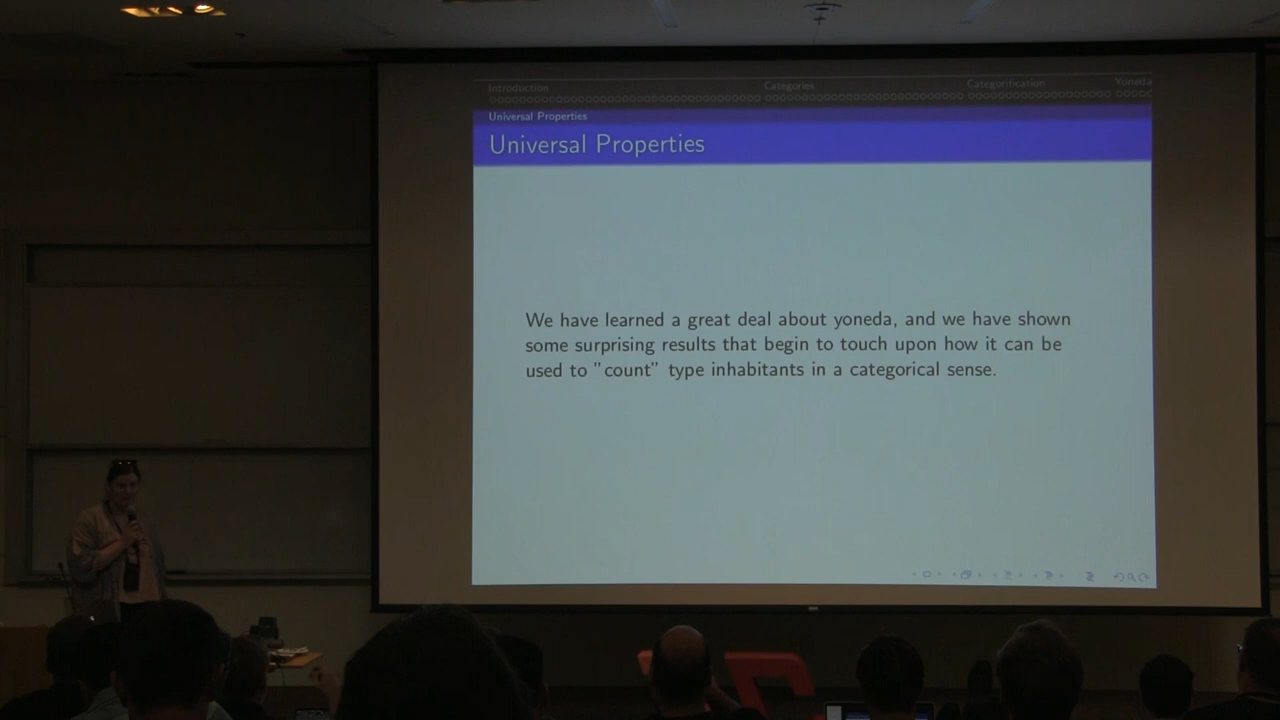 Introduction Categories Categorification Yoneda
Universal Properties
Universal Properties
We have learned a great deal about yoneda, and we have shown
some surprising results that begin to touch upon how it can be
used to "count" type inhabitants in a categorical sense.